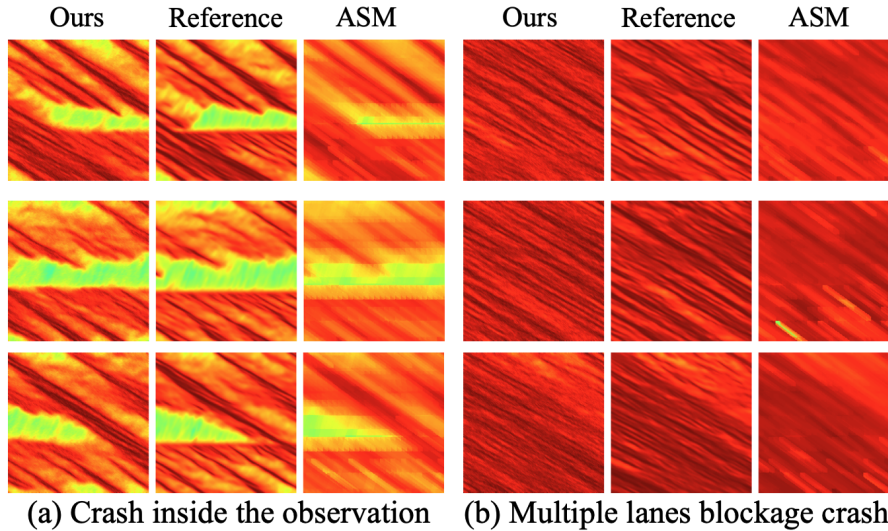 Ours Reference ASM Ours Reference ASM
(a) Crash inside the observation (b) Multiple lanes blockage crash